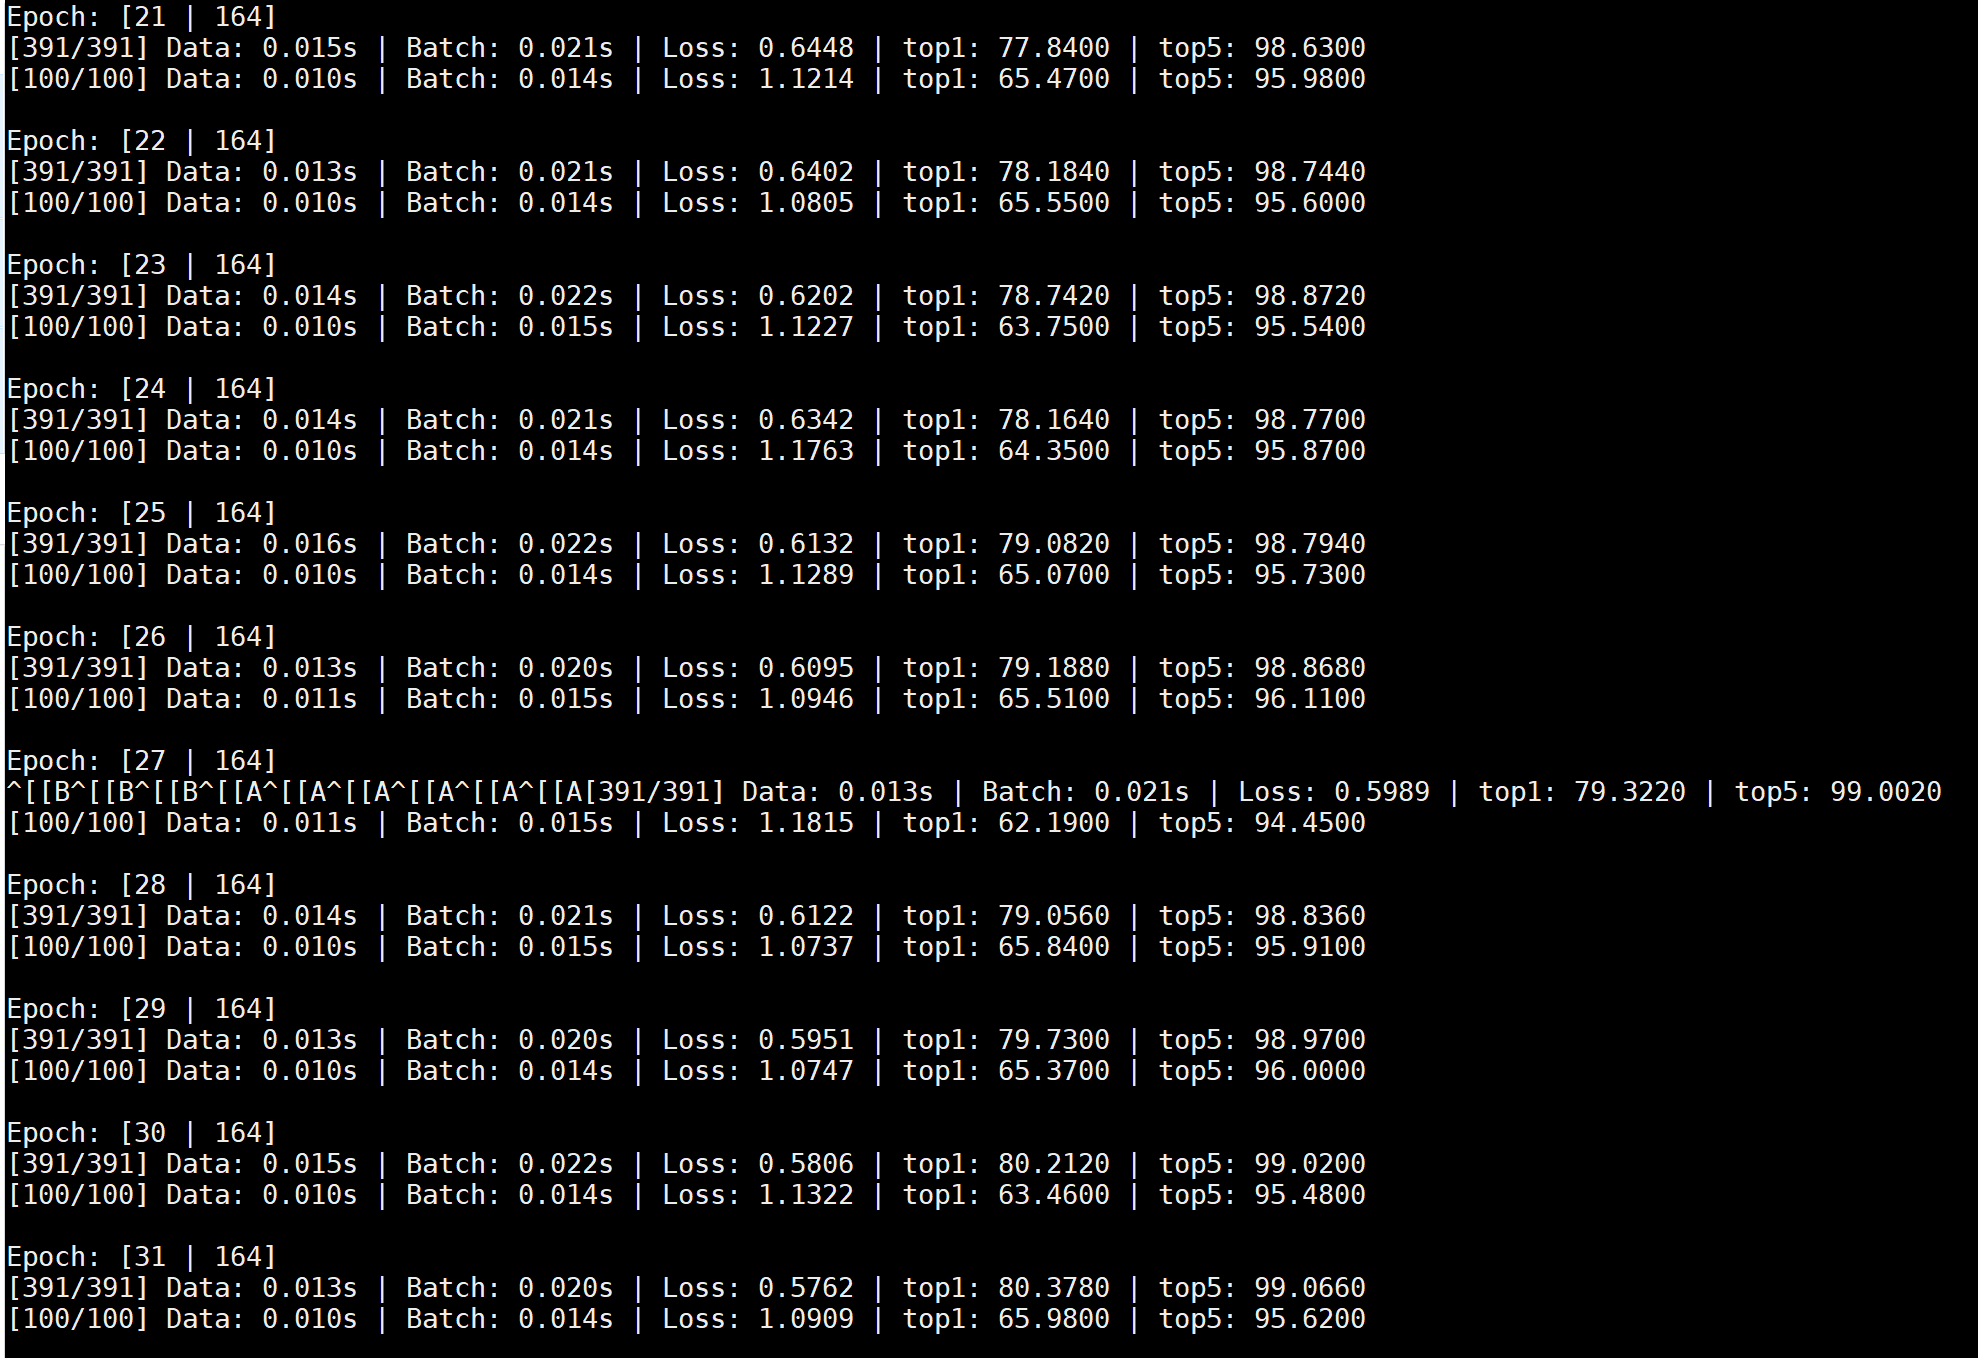 Epoch: [21 | 164]
[391/391] Data: 0.015s | Batch: 0.021s | Loss: 0.6448 | top1: 77.8400 | top5: 98.6300
[100/100] Data: 0.010s | Batch: 0.014s | Loss: 1.1214 | top1: 65.4700 | top5: 95.9800
Epoch: [22 | 164]
[391/391] Data: 0.013s | Batch: 0.021s | Loss: 0.6402 | top1: 78.1840 | top5: 98.7440
[100/100] Data: 0.010s | Batch: 0.014s | Loss: 1.0805 | top1: 65.5500 | top5: 95.6000
Epoch: [23 | 164]
[391/391] Data: 0.014s | Batch: 0.022s | Loss: 0.6202 | top1: 78.7420 | top5: 98.8720
[100/100] Data: 0.010s | Batch: 0.015s | Loss: 1.1227 | top1: 63.7500 | top5: 95.5400
Epoch: [24 | 164]
[391/391] Data: 0.014s | Batch: 0.021s | Loss: 0.6342 | top1: 78.1640 | top5: 98.7700
[100/100] Data: 0.010s | Batch: 0.014s | Loss: 1.1763 | top1: 64.3500 | top5: 95.8700
Epoch: [25 | 164]
[391/391] Data: 0.016s | Batch: 0.022s | Loss: 0.6132 | top1: 79.0820 | top5: 98.7940
[100/100] Data: 0.010s | Batch: 0.014s | Loss: 1.1289 | top1: 65.0700 | top5: 95.7300
Epoch: [26 | 164]
[391/391] Data: 0.013s | Batch: 0.020s | Loss: 0.6095 | top1: 79.1880 | top5: 98.8680
[100/100] Data: 0.011s | Batch: 0.015s | Loss: 1.0946 | top1: 65.5100 | top5: 96.1100
Epoch: [27 | 164]
^[[B^[[B^[[B^[[A^[[A^[[A^[[A^[[A^[[A[391/391] Data: 0.013s | Batch: 0.021s | Loss: 0.5989 | top1: 79.3220 | top5: 99.0020
[100/100] Data: 0.011s | Batch: 0.015s | Loss: 1.1815 | top1: 62.1900 | top5: 94.4500
Epoch: [28 | 164]
[391/391] Data: 0.014s | Batch: 0.021s | Loss: 0.6122 | top1: 79.0560 | top5: 98.8360
[100/100] Data: 0.010s | Batch: 0.015s | Loss: 1.0737 | top1: 65.8400 | top5: 95.9100
Epoch: [29 | 164]
[391/391] Data: 0.013s | Batch: 0.020s | Loss: 0.5951 | top1: 79.7300 | top5: 98.9700
[100/100] Data: 0.010s | Batch: 0.014s | Loss: 1.0747 | top1: 65.3700 | top5: 96.0000
Epoch: [30 | 164]
[391/391] Data: 0.015s | Batch: 0.022s | Loss: 0.5806 | top1: 80.2120 | top5: 99.0200
[100/100] Data: 0.010s | Batch: 0.014s | Loss: 1.1322 | top1: 63.4600 | top5: 95.4800
Epoch: [31 | 164]
[391/391] Data: 0.013s | Batch: 0.020s | Loss: 0.5762 | top1: 80.3780 | top5: 99.0660
[100/100] Data: 0.010s | Batch: 0.014s | Loss: 1.0909 | top1: 65.9800 | top5: 95.6200